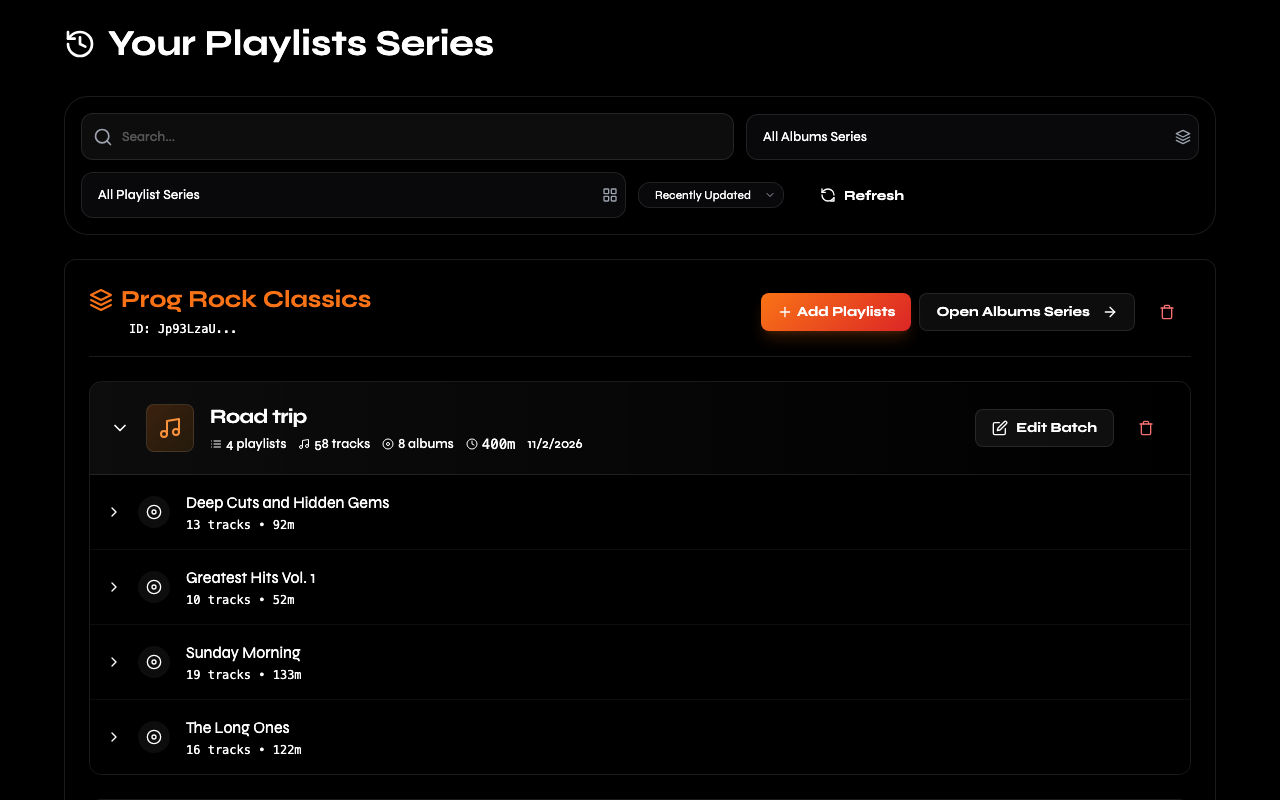 Your Playlists Series
Search...
All Albums Series
All Playlist Series
Recently Updated
Refresh
Prog Rock Classics
ID: Jp93LzaU...
+ Add Playlists
Open Albums Series →
Road trip
4 playlists 58 tracks 8 albums 400m 11/2/2026
Edit Batch
Deep Cuts and Hidden Gems
13 tracks • 92m
Greatest Hits Vol. 1
10 tracks • 52m
Sunday Morning
19 tracks • 133m
The Long Ones
16 tracks • 122m